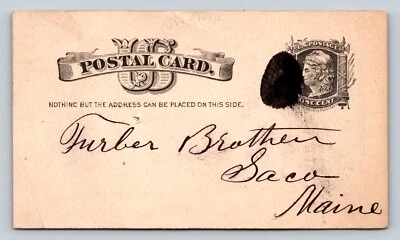 US
POSTAL CARD.
U.S. POSTAGE
ONE CENT
NOTHING BUT THE ADDRESS CAN BE PLACED ON THIS SIDE.
Furber Brothers
Saco
Maine